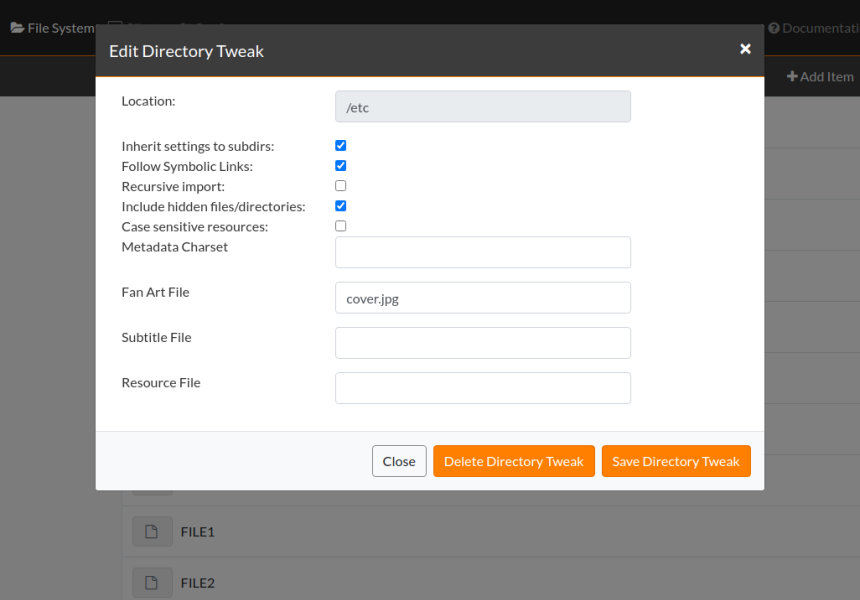 File System
Documentati
Edit Directory Tweak
Add Item
Location:
/etc
Inherit settings to subdirs:
Follow Symbolic Links:
Recursive import:
Include hidden files/directories:
Case sensitive resources:
Metadata Charset
Fan Art File
cover.jpg
Subtitle File
Resource File
Close
Delete Directory Tweak
Save Directory Tweak
FILE1
FILE2